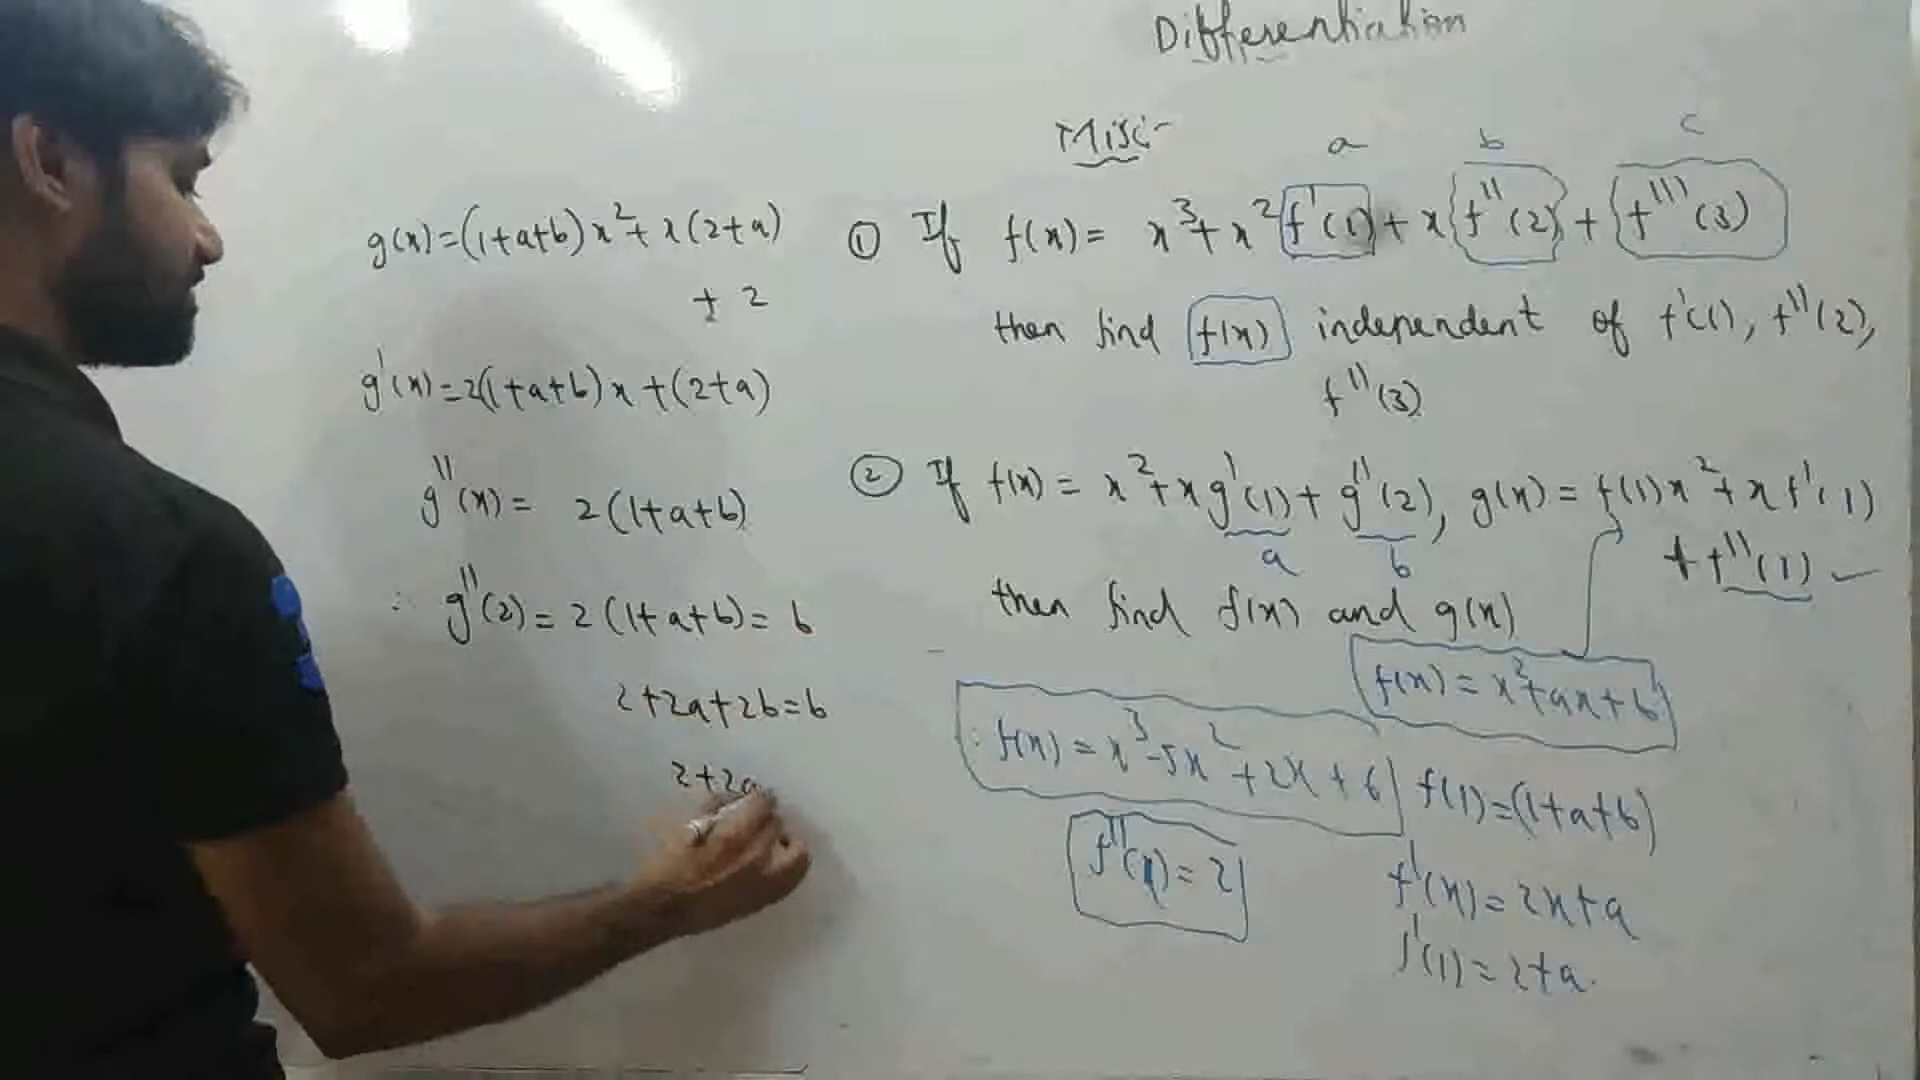 Differentiation
Misc:-
a b c
① If f(x) = x³ + x² f'(1) + x f''(2) + f'''(3)
then find f(x) independent of f'(1), f''(2),
f'''(3)
② If f(x) = x² + x g'(1) + g''(2), g(x) = f(1)x² + x f'(1)
+ f''(1)
a b
then find f(x) and g(x)
f(x) = x² + ax + b
∴ f(x) = x³ - 5x² + 2x + 6
f(1) = (1+a+b)
f''(x) = 2
f'(x) = 2x + a
f'(1) = 2 + a.
g(x) = (1+a+b)x² + x(2+a)
+ 2
g'(x) = 2(1+a+b)x + (2+a)
g''(x) = 2(1+a+b)
∴ g''(2) = 2(1+a+b) = b
2+2a+2b=b
2+2a